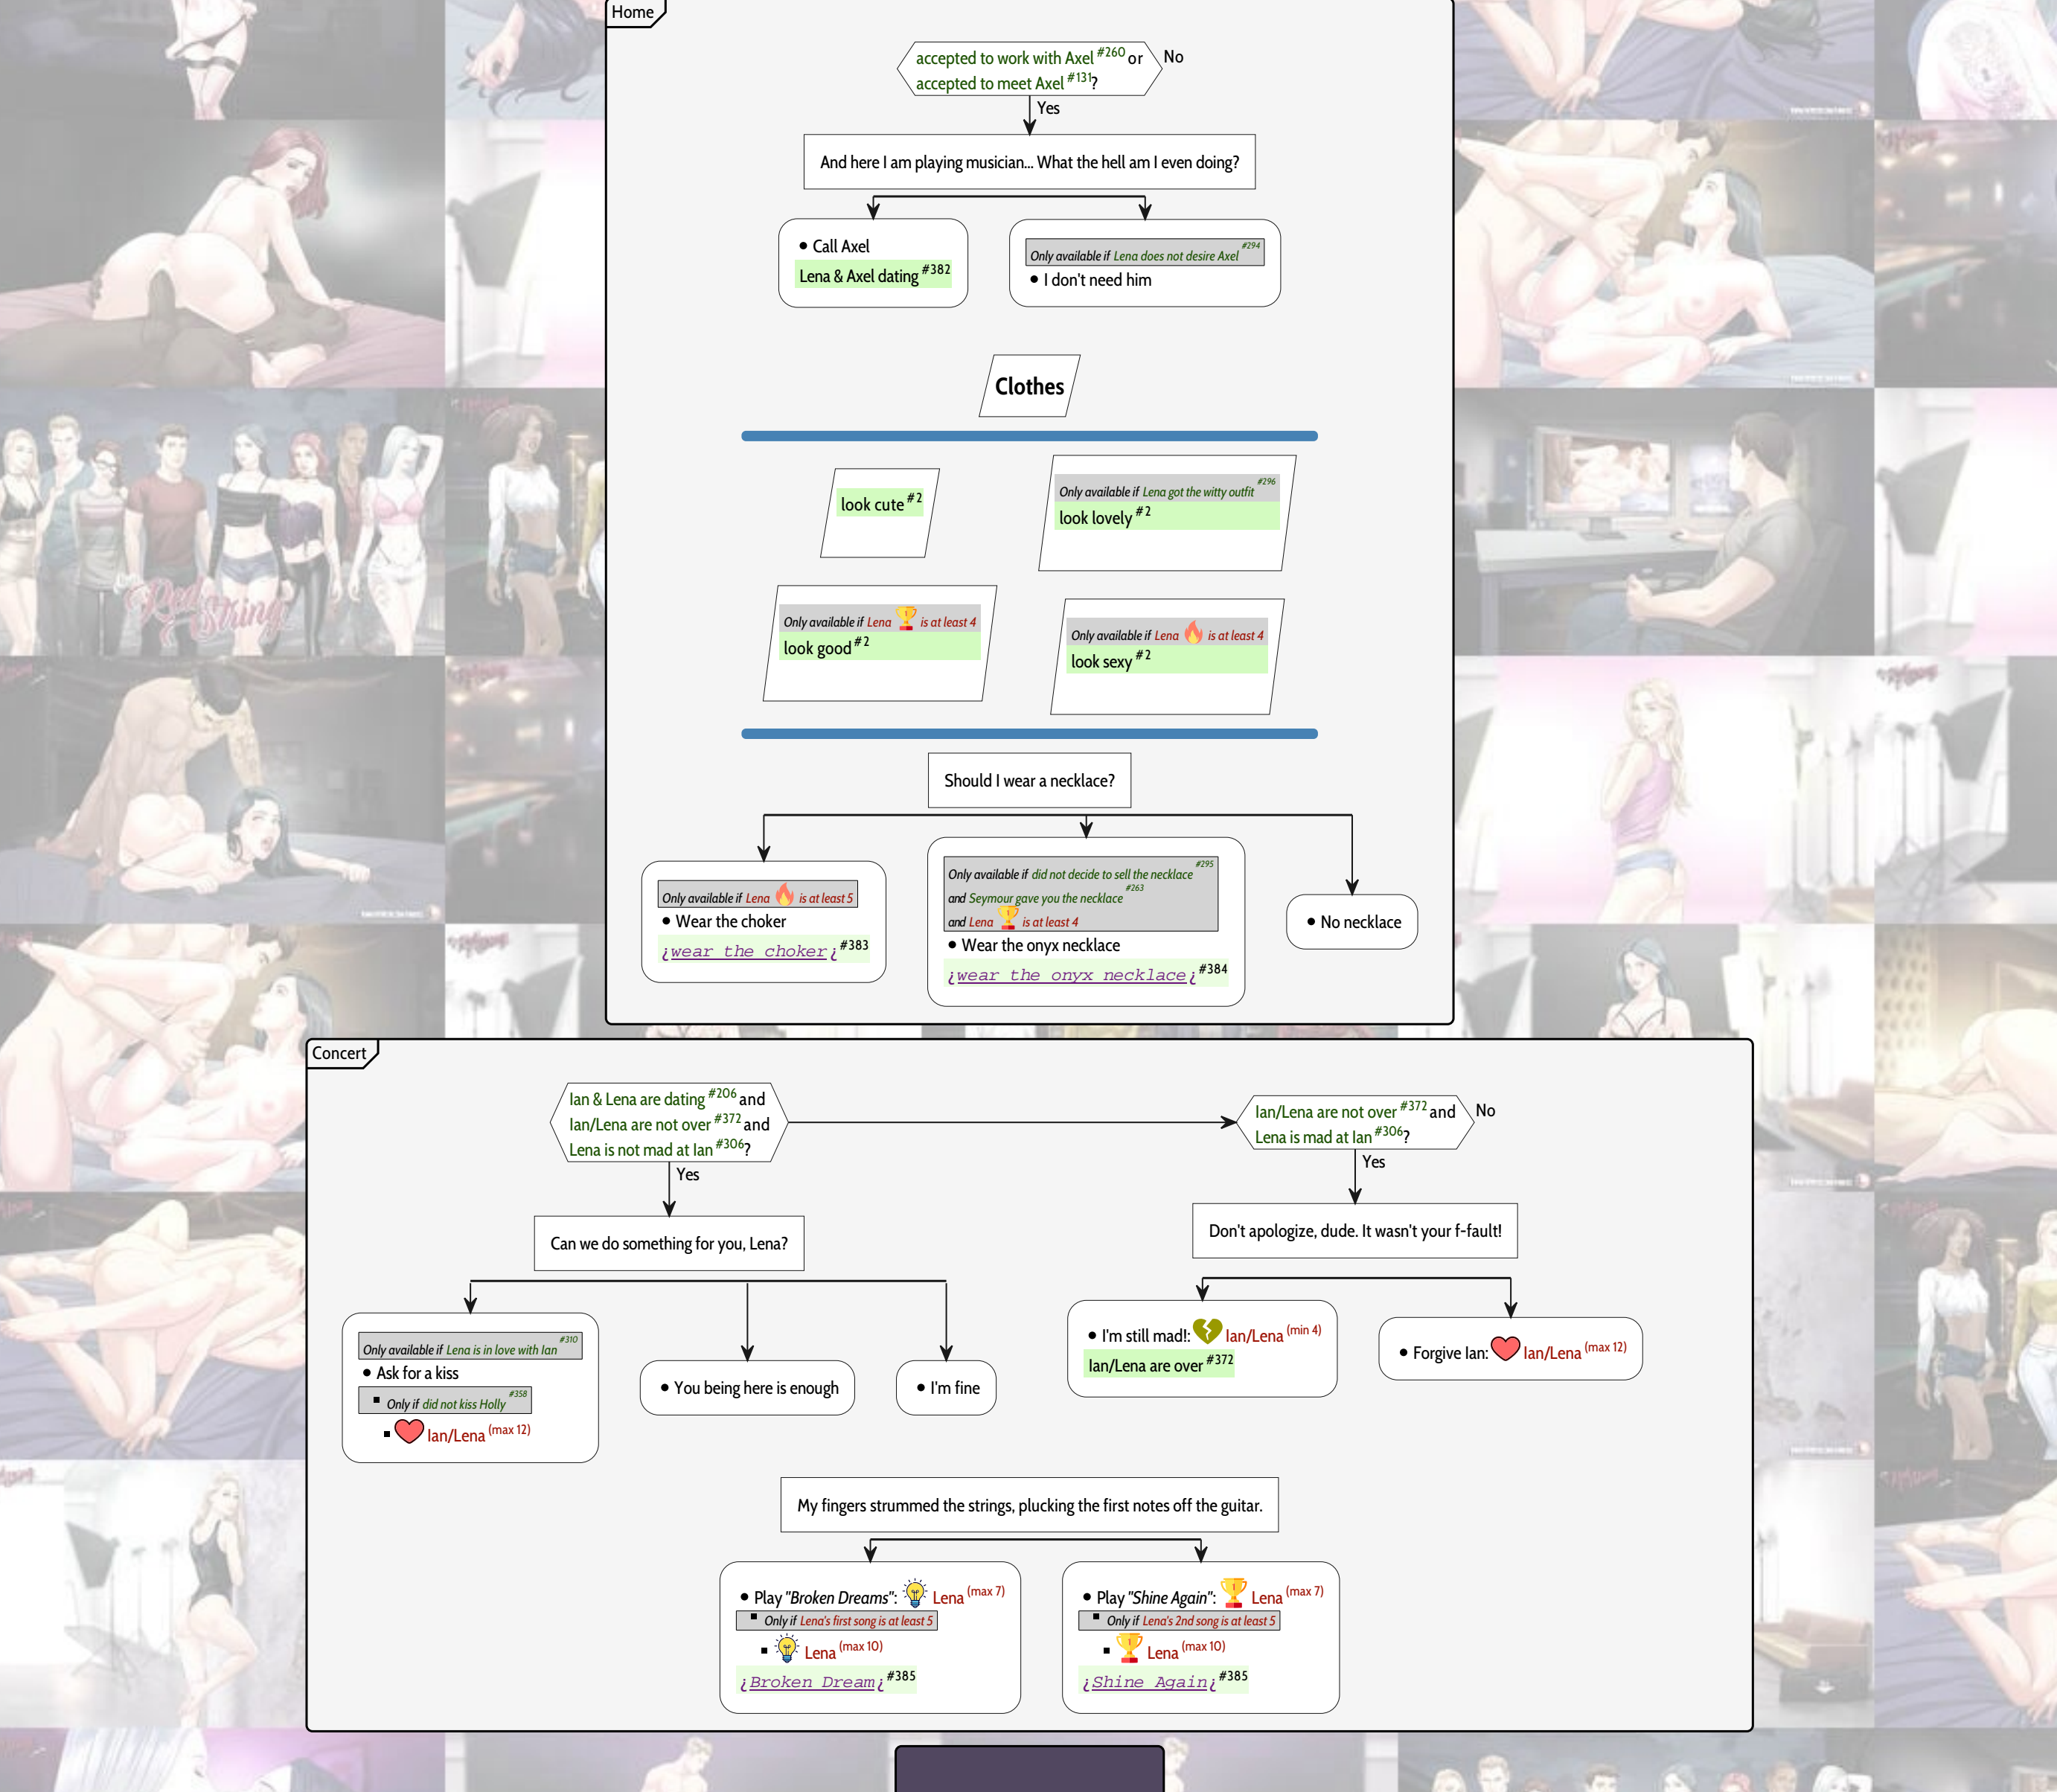 Home
accepted to work with Axel #260 or
accepted to meet Axel #131?
No
Yes
And here I am playing musician... What the hell am I even doing?
• Call Axel
Lena & Axel dating #382
Only available if Lena does not desire Axel #294
• I don't need him
Clothes
look cute #2
Only available if Lena got the witty outfit #296
look lovely #2
Only available if Lena is at least 4
look good #2
Only available if Lena is at least 4
look sexy #2
Should I wear a necklace?
Only available if Lena is at least 5
• Wear the choker
¿wear the choker¿ #383
Only available if did not decide to sell the necklace #295
and Seymour gave you the necklace #263
and Lena is at least 4
• Wear the onyx necklace
¿wear the onyx necklace¿ #384
• No necklace
Red String
Concert
Ian & Lena are dating #206 and
Ian/Lena are not over #372 and
Lena is not mad at Ian #306?
Yes
Ian/Lena are not over #372 and
Lena is mad at Ian #306?
No
Yes
Can we do something for you, Lena?
Don't apologize, dude. It wasn't your f-fault!
Only available if Lena is in love with Ian #310
• Ask for a kiss
▪ Only if did not kiss Holly #358
▪ Ian/Lena (max 12)
• You being here is enough
• I'm fine
• I'm still mad!: Ian/Lena (min 4)
Ian/Lena are over #372
• Forgive Ian: Ian/Lena (max 12)
My fingers strummed the strings, plucking the first notes off the guitar.
• Play "Broken Dreams": Lena (max 7)
▪ Only if Lena's first song is at least 5
▪ Lena (max 10)
¿Broken Dream¿ #385
• Play "Shine Again": Lena (max 7)
▪ Only if Lena's 2nd song is at least 5
▪ Lena (max 10)
¿Shine Again¿ #385